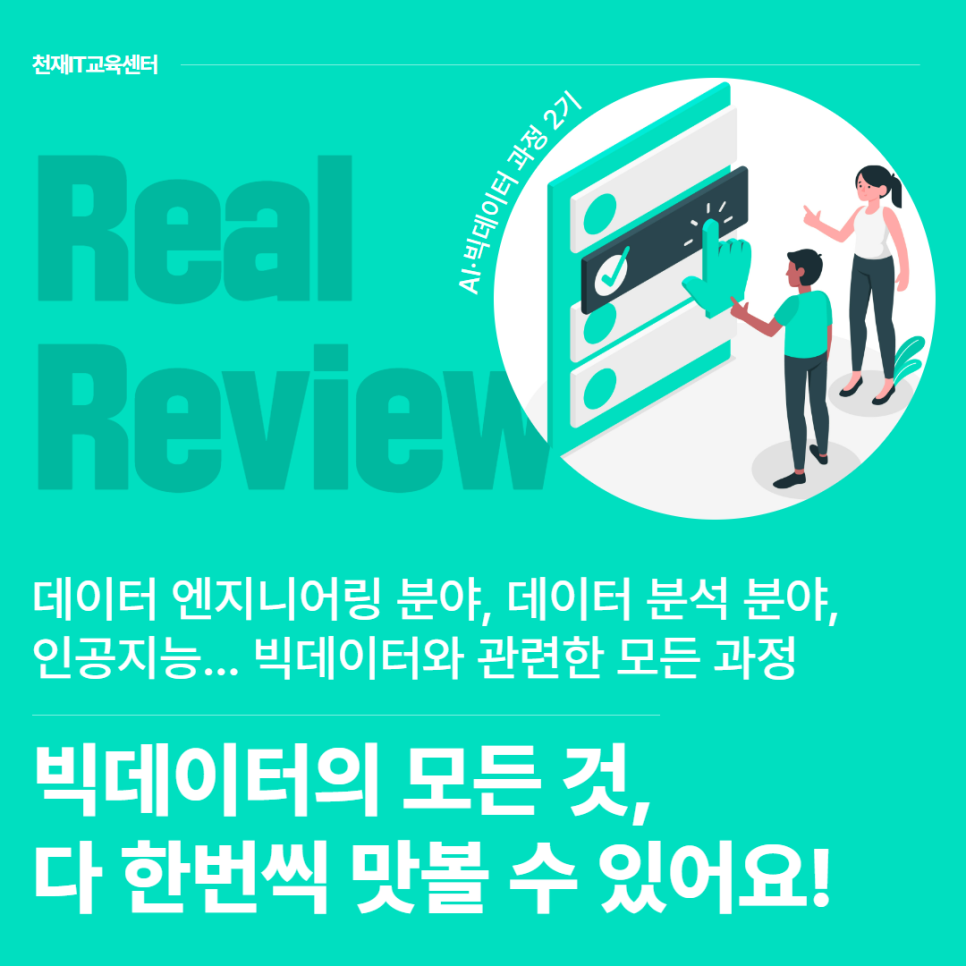 천재IT교육센터
AI·빅데이터 과정 2기
Real
Review
데이터 엔지니어링 분야, 데이터 분석 분야,
인공지능... 빅데이터와 관련한 모든 과정
빅데이터의 모든 것,
다 한번씩 맛볼 수 있어요!